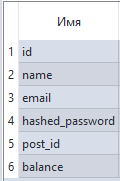 Имя
1 id
2 name
3 email
4 hashed_password
5 post_id
6 balance